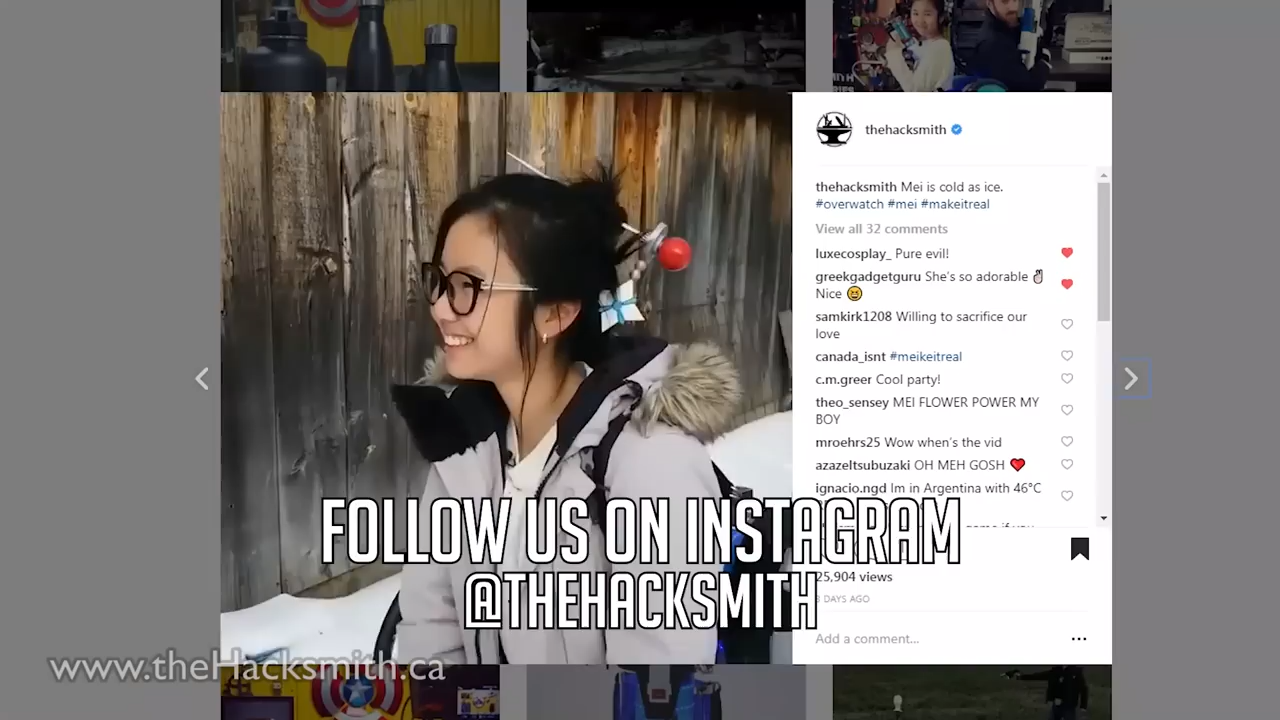 thehacksmith
thehacksmith Mei is cold as ice.
#overwatch #mei #makeitreal
View all 32 comments
luxecosplay_ Pure evil!
greekgadgetguru She's so adorable ✌
Nice 😆
samkirk1208 Willing to sacrifice our
love
canada_isnt #meikeitreal
c.m.greer Cool party!
theo_sensey MEI FLOWER POWER MY
BOY
mroehrs25 Wow when's the vid
azazeltsubuzaki OH MEH GOSH ❤
ignacio.ngd Im in Argentina with 46°C
FOLLOW US ON INSTAGRAM
@THEHACKSMITH
25,904 views
DAYS AGO
Add a comment...
www.theHacksmith.ca